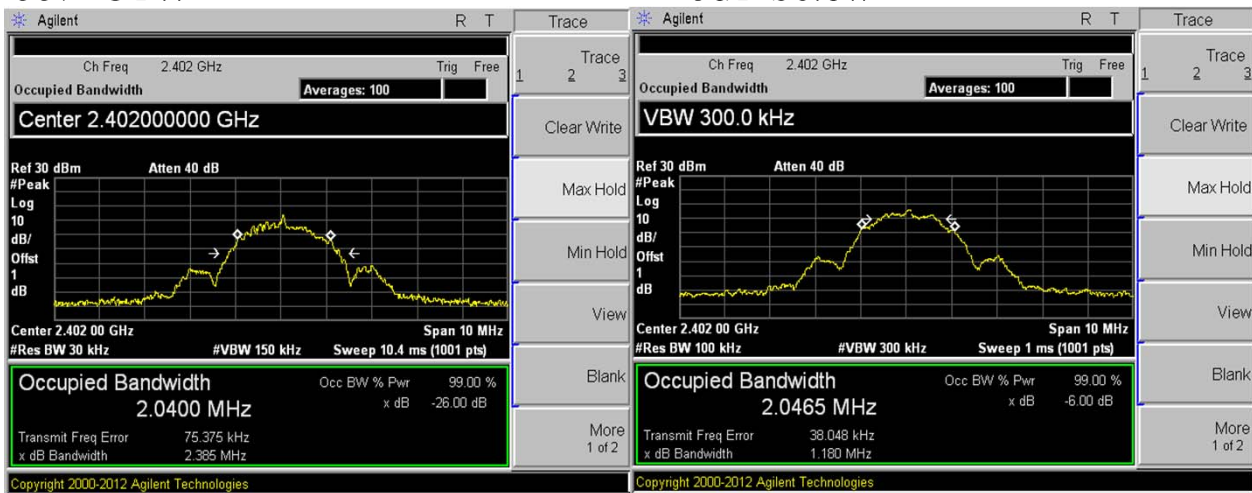 Agilent R T Trace
Ch Freq 2.402 GHz Trig Free
Occupied Bandwidth Averages: 100
Center 2.402000000 GHz
Ref 30 dBm Atten 40 dB
#Peak
Log
10
dB/
Offst
1
dB
Center 2.402 00 GHz Span 10 MHz
#Res BW 30 kHz #VBW 150 kHz Sweep 10.4 ms (1001 pts)
Occupied Bandwidth Occ BW % Pwr 99.00 %
2.0400 MHz x dB -26.00 dB
Transmit Freq Error 75.375 kHz
x dB Bandwidth 2.385 MHz
Copyright 2000-2012 Agilent Technologies
Trace
1 2 3
Clear Write
Max Hold
Min Hold
View
Blank
More
1 of 2
Agilent R T Trace
Ch Freq 2.402 GHz Trig Free
Occupied Bandwidth Averages: 100
VBW 300.0 kHz
Ref 30 dBm Atten 40 dB
#Peak
Log
10
dB/
Offst
1
dB
Center 2.402 00 GHz Span 10 MHz
#Res BW 100 kHz #VBW 300 kHz Sweep 1 ms (1001 pts)
Occupied Bandwidth Occ BW % Pwr 99.00 %
2.0465 MHz x dB -6.00 dB
Transmit Freq Error 38.048 kHz
x dB Bandwidth 1.180 MHz
Copyright 2000-2012 Agilent Technologies
Trace
1 2 3
Clear Write
Max Hold
Min Hold
View
Blank
More
1 of 2